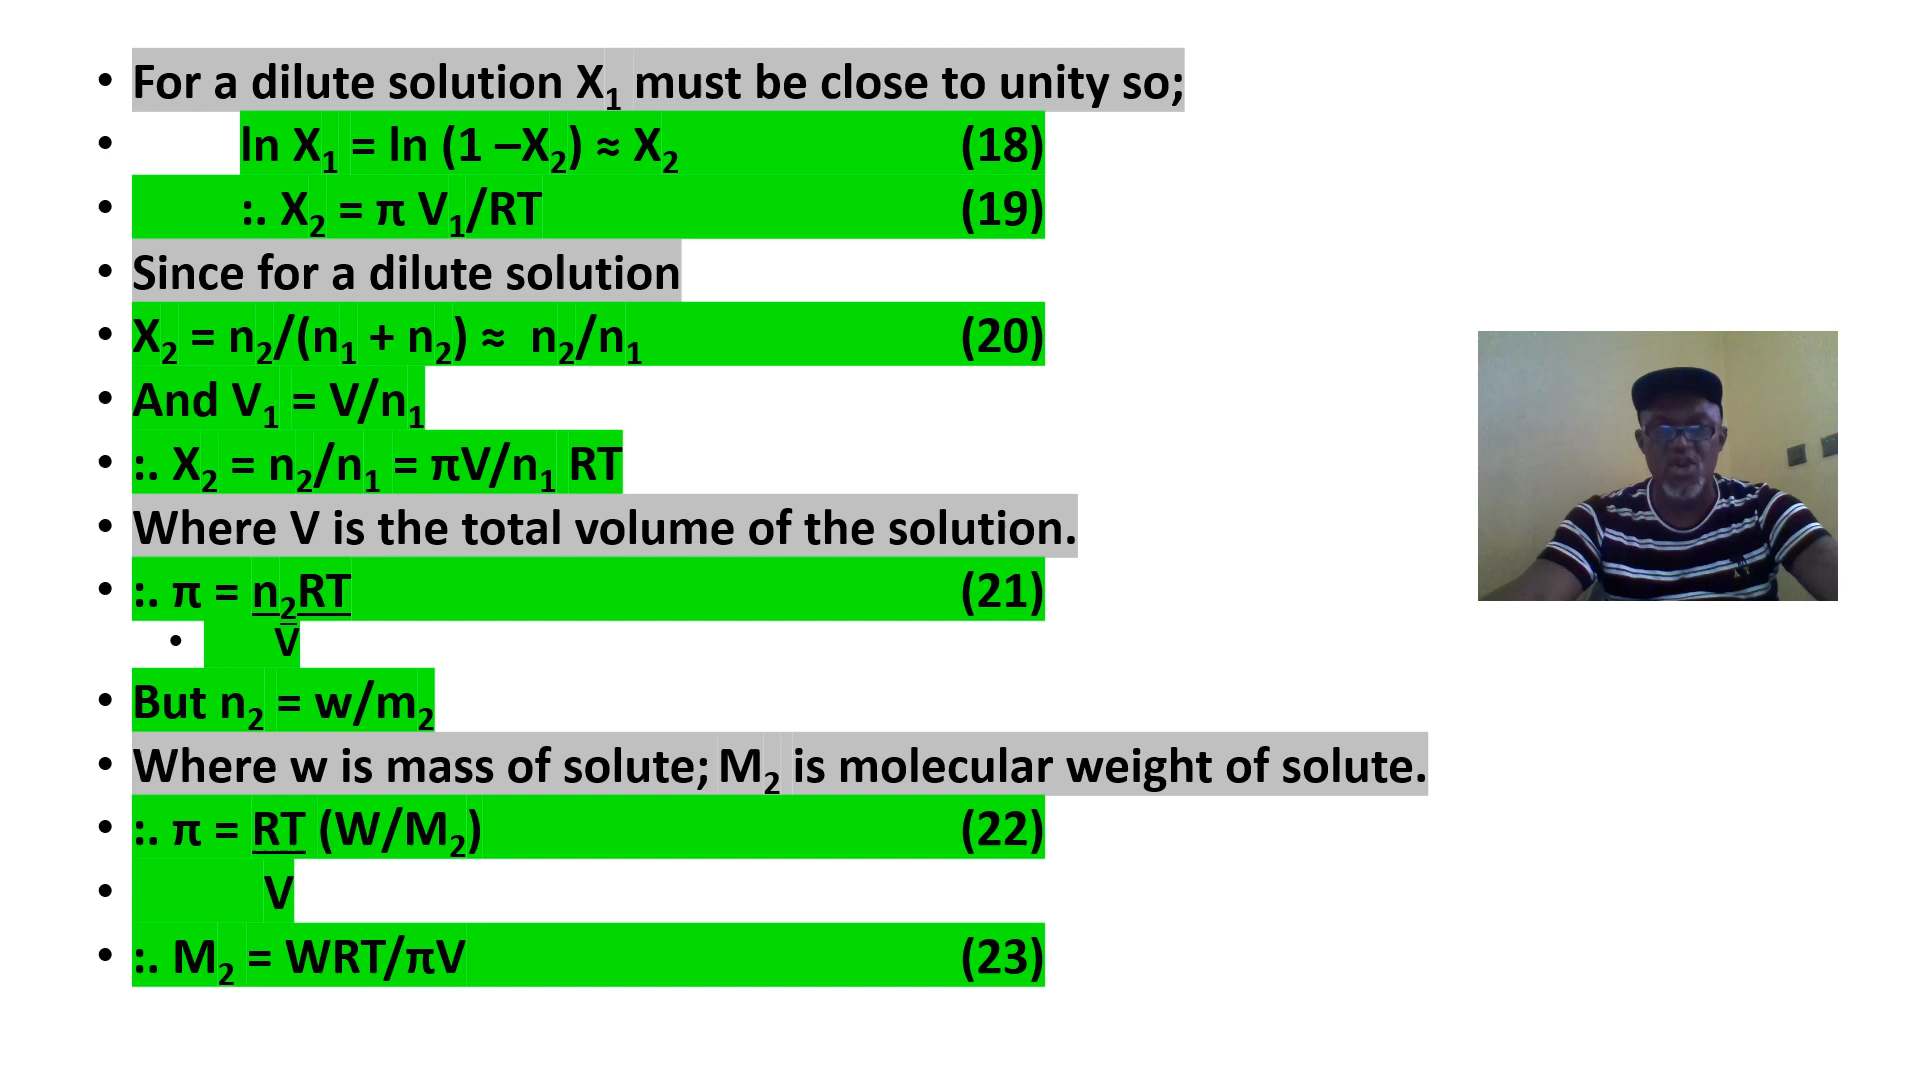 • For a dilute solution X₁ must be close to unity so;
• ln X₁ = ln (1 –X₂) ≈ X₂ (18)
• :. X₂ = π V₁/RT (19)
• Since for a dilute solution
• X₂ = n₂/(n₁ + n₂) ≈ n₂/n₁ (20)
• And V₁ = V/n₁
• :. X₂ = n₂/n₁ = πV/n₁ RT
• Where V is the total volume of the solution.
• :. π = n₂RT (21)
• V
• But n₂ = w/m₂
• Where w is mass of solute; M₂ is molecular weight of solute.
• :. π = RT (W/M₂) (22)
• V
• :. M₂ = WRT/πV (23)